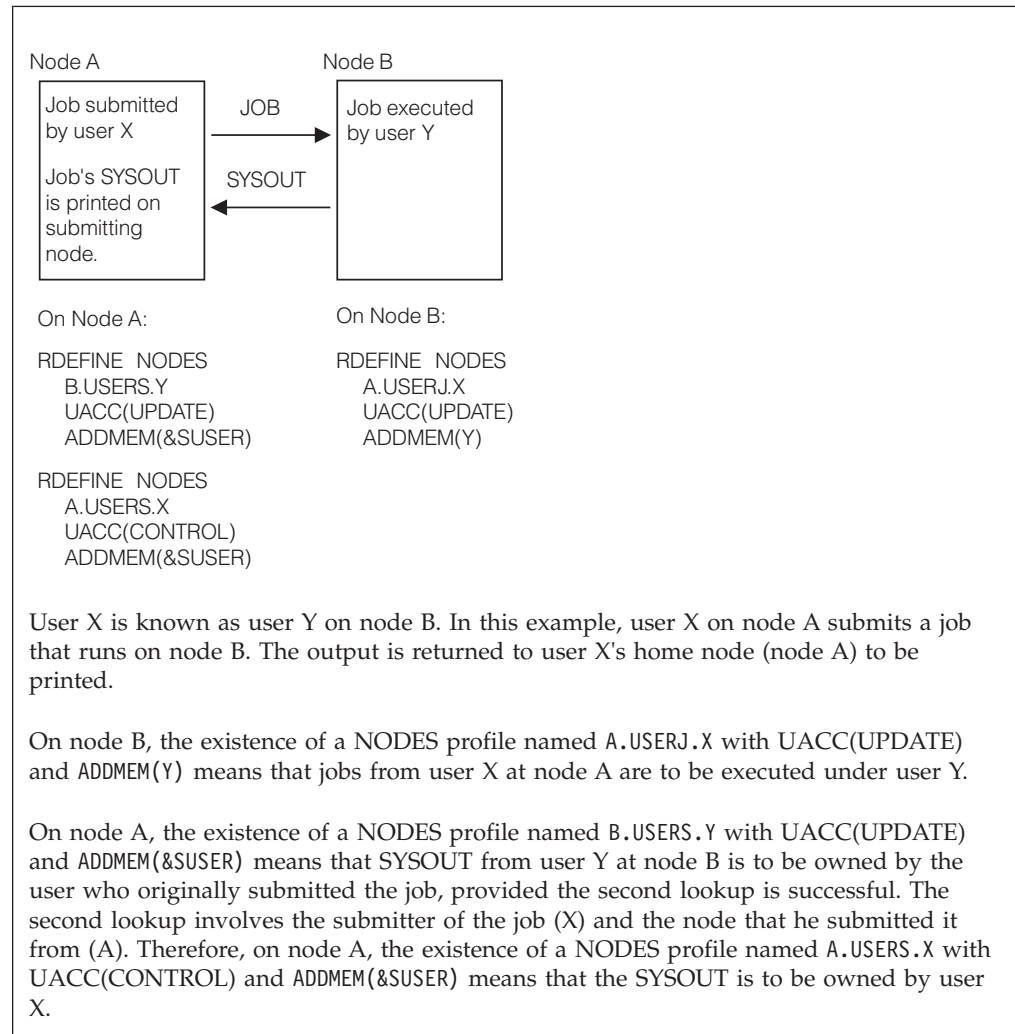 Node A
Node B
Job submitted
by user X
Job's SYSOUT
is printed on
submitting
node.
JOB
SYSOUT
Job executed
by user Y
On Node A:
RDEFINE NODES
B.USERS.Y
UACC(UPDATE)
ADDMEM(&SUSER)
RDEFINE NODES
A.USERS.X
UACC(CONTROL)
ADDMEM(&SUSER)
On Node B:
RDEFINE NODES
A.USERJ.X
UACC(UPDATE)
ADDMEM(Y)
User X is known as user Y on node B. In this example, user X on node A submits a job
that runs on node B. The output is returned to user X's home node (node A) to be
printed.
On node B, the existence of a NODES profile named A.USERJ.X with UACC(UPDATE)
and ADDMEM(Y) means that jobs from user X at node A are to be executed under user Y.
On node A, the existence of a NODES profile named B.USERS.Y with UACC(UPDATE)
and ADDMEM(&SUSER) means that SYSOUT from user Y at node B is to be owned by the
user who originally submitted the job, provided the second lookup is successful. The
second lookup involves the submitter of the job (X) and the node that he submitted it
from (A). Therefore, on node A, the existence of a NODES profile named A.USERS.X with
UACC(CONTROL) and ADDMEM(&SUSER) means that the SYSOUT is to be owned by user
X.